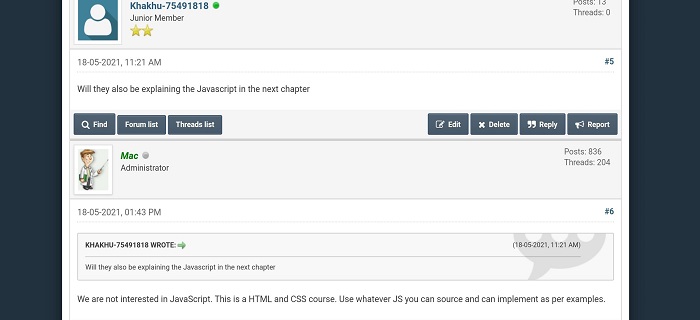 Khakhu-75491818
Posts: 13
Junior Member
Threads: 0
18-05-2021, 11:21 AM
#5
Will they also be explaining the Javascript in the next chapter
Find
Forum list
Threads list
Edit
Delete
Reply
Report
Mac
Posts: 836
Administrator
Threads: 204
18-05-2021, 01:43 PM
#6
KHAKHU-75491818 WROTE:
(18-05-2021, 11:21 AM)
Will they also be explaining the Javascript in the next chapter
We are not interested in JavaScript. This is a HTML and CSS course. Use whatever JS you can source and can implement as per examples.